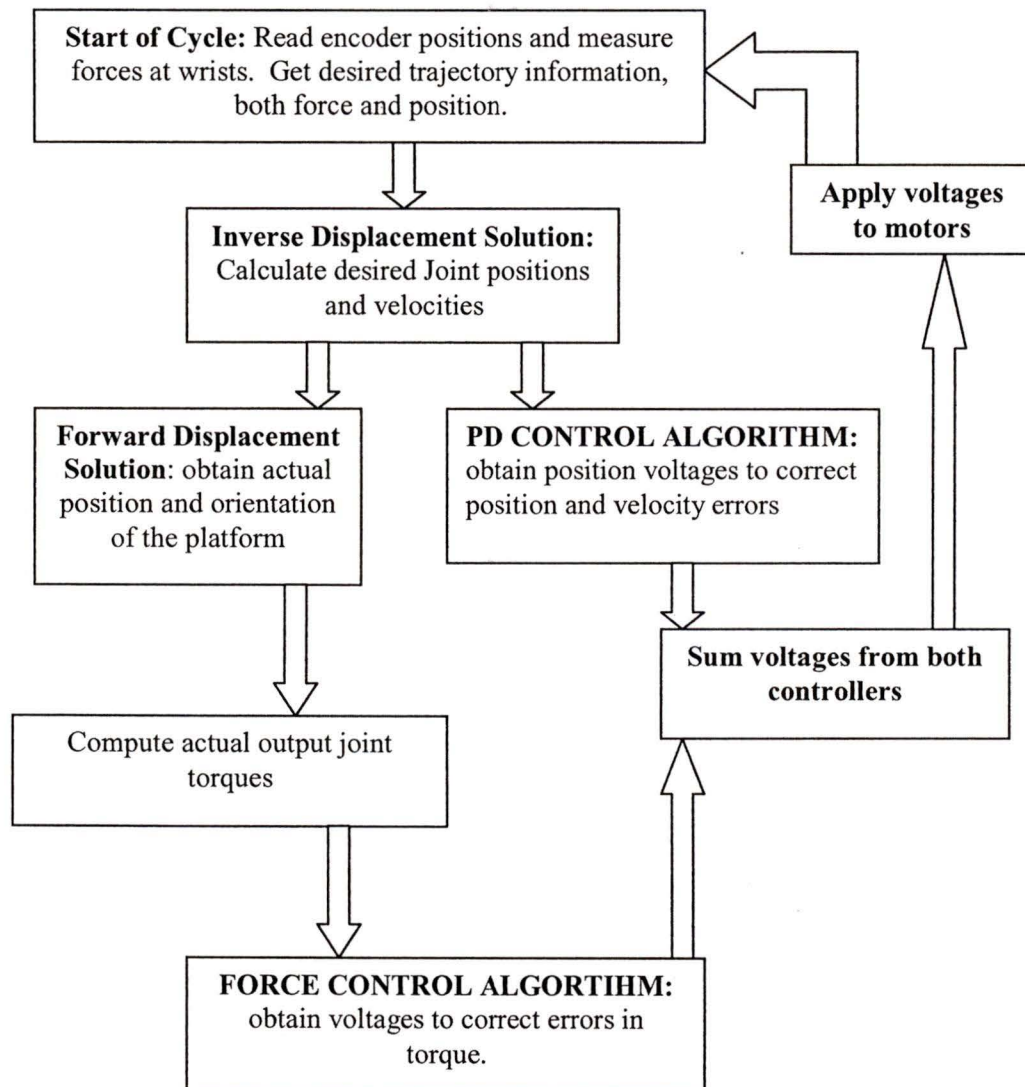 Start of Cycle: Read encoder positions and measure
forces at wrists. Get desired trajectory information,
both force and position.
Apply voltages
to motors
Inverse Displacement Solution:
Calculate desired Joint positions
and velocities
Forward Displacement
Solution: obtain actual
position and orientation
of the platform
PD CONTROL ALGORITHM:
obtain position voltages to correct
position and velocity errors
Sum voltages from both
controllers
Compute actual output joint
torques
FORCE CONTROL ALGORTIHM:
obtain voltages to correct errors in
torque.